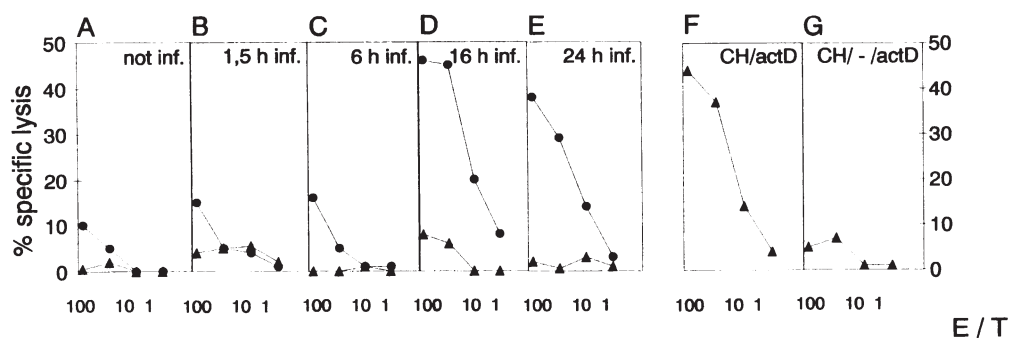 A B C D E F G
50 not inf. 1,5 h inf. 6 h inf. 16 h inf. 24 h inf. CH/actD CH/ - /actD 50
40 40
30 30
20 20
10 10
0 0
% specific lysis
100 10 1 100 10 1 100 10 1 100 10 1 100 10 1 100 10 1 100 10 1
E / T